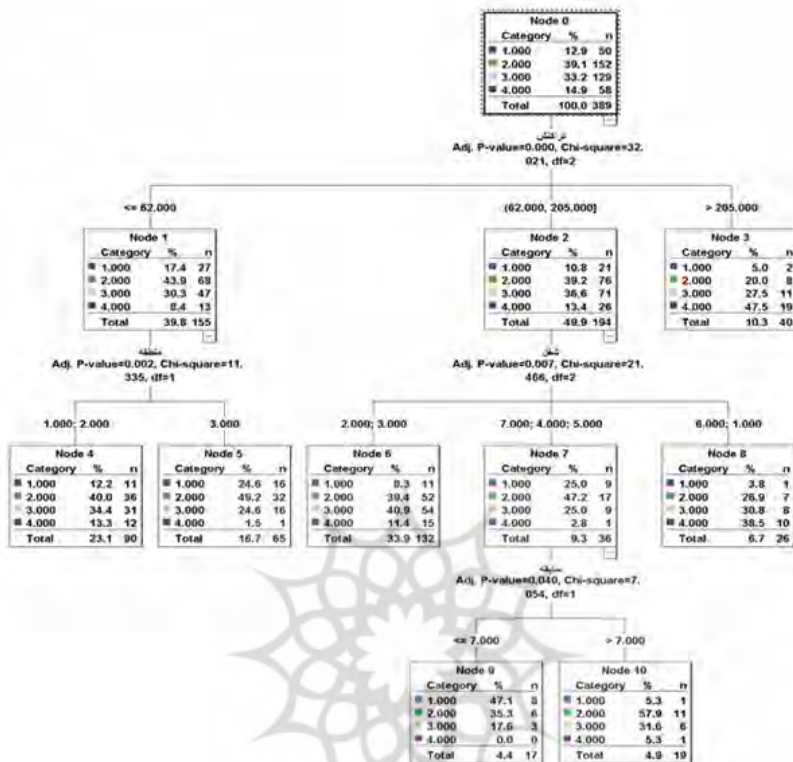 Node 0
Category % n
1.000 12.9 50
2.000 39.1 152
3.000 33.2 129
4.000 14.9 58
Total 100.0 389
تراکنش
Adj. P-value=0.000, Chi-square=32.
021, df=2
<= 62.000
(62.000, 205.000]
> 205.000
Node 1
Category % n
1.000 17.4 27
2.000 43.9 68
3.000 30.3 47
4.000 8.4 13
Total 39.8 155
Node 2
Category % n
1.000 10.8 21
2.000 39.2 76
3.000 36.6 71
4.000 13.4 26
Total 49.9 194
Node 3
Category % n
1.000 5.0 2
2.000 20.0 8
3.000 27.5 11
4.000 47.5 19
Total 10.3 40
منطقه
Adj. P-value=0.002, Chi-square=11.
335, df=1
شغل
Adj. P-value=0.007, Chi-square=21.
466, df=2
1.000; 2.000
3.000
2.000; 3.000
7.000; 4.000; 5.000
6.000; 1.000
Node 4
Category % n
1.000 12.2 11
2.000 40.0 36
3.000 34.4 31
4.000 13.3 12
Total 23.1 90
Node 5
Category % n
1.000 24.6 16
2.000 49.2 32
3.000 24.6 16
4.000 1.5 1
Total 16.7 65
Node 6
Category % n
1.000 8.3 11
2.000 39.4 52
3.000 40.9 54
4.000 11.4 15
Total 33.9 132
Node 7
Category % n
1.000 25.0 9
2.000 47.2 17
3.000 25.0 9
4.000 2.8 1
Total 9.3 36
Node 8
Category % n
1.000 3.8 1
2.000 26.9 7
3.000 30.8 8
4.000 38.5 10
Total 6.7 26
سابقه
Adj. P-value=0.040, Chi-square=7.
054, df=1
<= 7.000
> 7.000
Node 9
Category % n
1.000 47.1 8
2.000 35.3 6
3.000 17.6 3
4.000 0.0 0
Total 4.4 17
Node 10
Category % n
1.000 5.3 1
2.000 57.9 11
3.000 31.6 6
4.000 5.3 1
Total 4.9 19